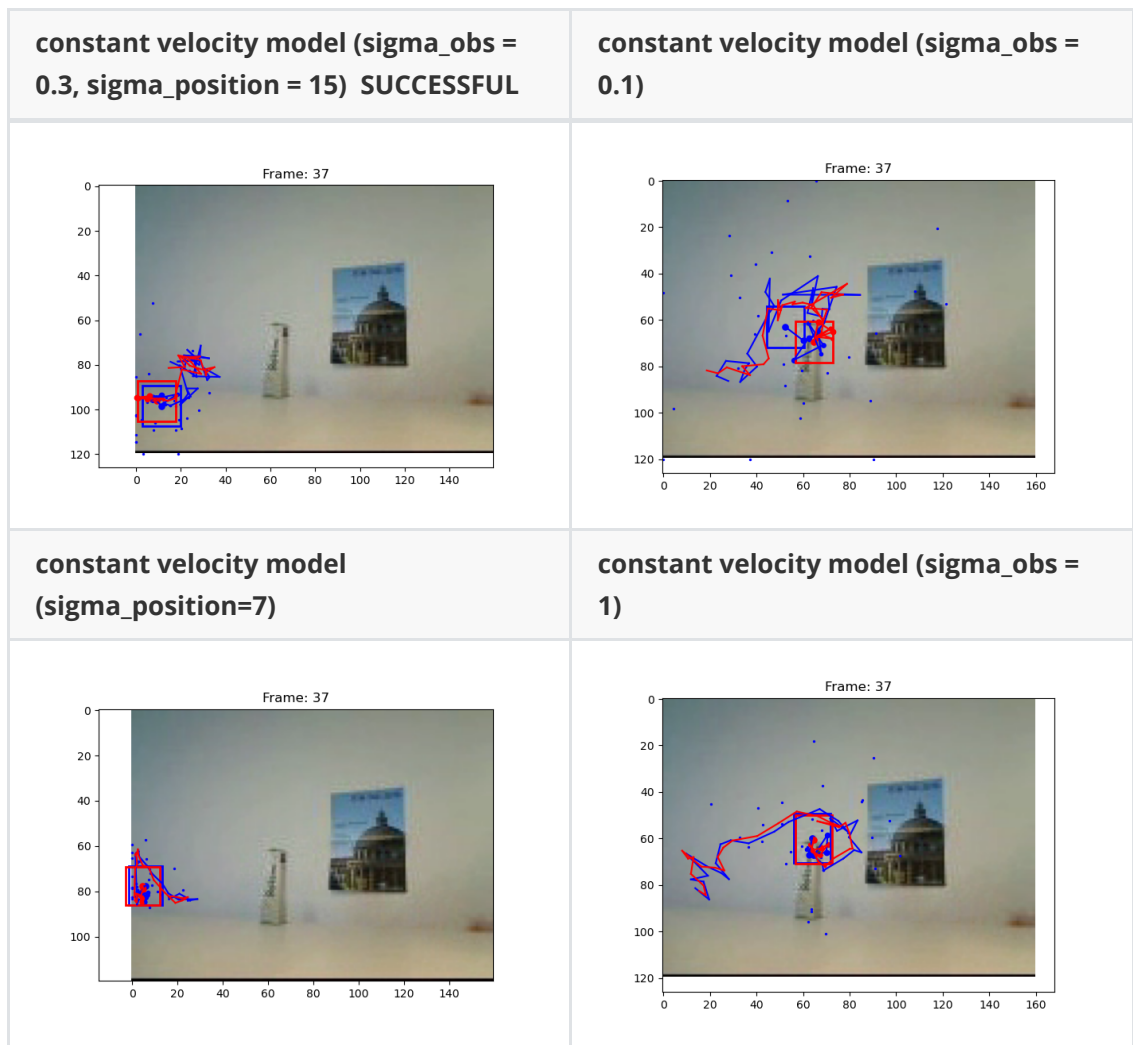 constant velocity model (sigma_obs =
0.3, sigma_position = 15) SUCCESSFUL
constant velocity model (sigma_obs =
0.1)
Frame: 37
0
20
40
60
80
100
120
0 20 40 60 80 100 120 140
Frame: 37
0
20
40
60
80
100
120
0 20 40 60 80 100 120 140 160
constant velocity model
(sigma_position=7)
constant velocity model (sigma_obs =
1)
Frame: 37
0
20
40
60
80
100
0 20 40 60 80 100 120 140
Frame: 37
0
20
40
60
80
100
120
0 20 40 60 80 100 120 140 160